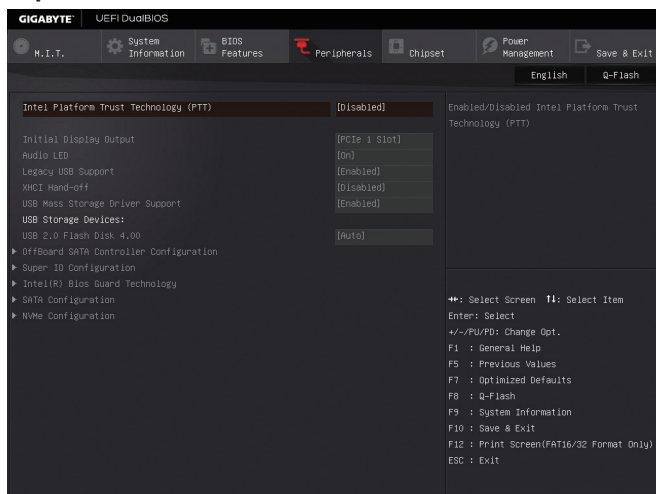 GIGABYTE™ UEFI DualBIOS
M.I.T. System Information BIOS Features Peripherals Chipset Power Management Save & Exit
English Q-Flash
Intel Platform Trust Technology (PTT) [Disabled]
Enabled/Disabled Intel Platform Trust
Technology (PTT)
Initial Display Output [PCIe 1 Slot]
Audio LED [On]
Legacy USB Support [Enabled]
XHCI Hand-off [Disabled]
USB Mass Storage Driver Support [Enabled]
USB Storage Devices:
USB 2.0 Flash Disk 4.00 [Auto]
OffBoard SATA Controller Configuration
Super IO Configuration
Intel(R) Bios Guard Technology
SATA Configuration
NVMe Configuration
→←: Select Screen ↑↓: Select Item
Enter: Select
+/-/PU/PD: Change Opt.
F1 : General Help
F5 : Previous Values
F7 : Optimized Defaults
F8 : Q-Flash
F9 : System Information
F10 : Save & Exit
F12 : Print Screen(FAT16/32 Format Only)
ESC : Exit